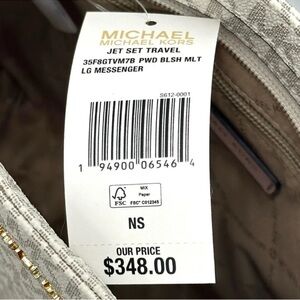 MICHAEL
MICHAEL KORS
JET SET TRAVEL
35F8GTVM7B PWD BLSH MLT
LG MESSENGER
S612-0001
1 94900 06546 4
FSC
MIX
Paper
FSC® C012345
NS
OUR PRICE
$348.00